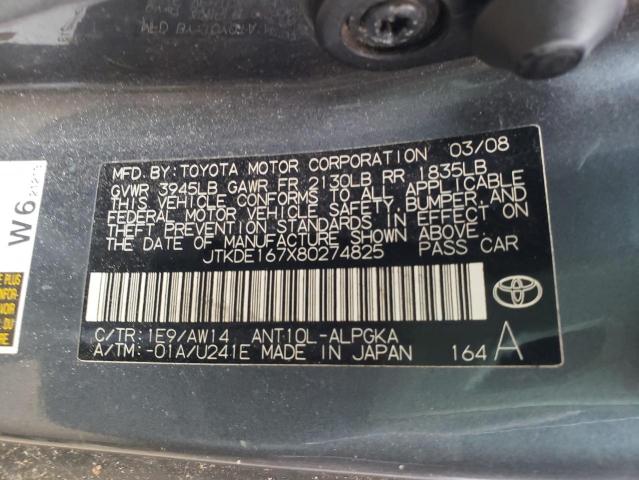 MFD. BY: TOYOTA MOTOR CORPORATION 03/08
GVWR 3945LB GAWR FR 2130LB RR 1835LB
THIS VEHICLE CONFORMS TO ALL APPLICABLE
FEDERAL MOTOR VEHICLE SAFETY, BUMPER, AND
THEFT PREVENTION STANDARDS IN EFFECT ON
THE DATE OF MANUFACTURE SHOWN ABOVE.
JTKDE167X80274825 PASS CAR
C/TR: 1E9/AW14 ANT10L-ALPGKA
A/TM: -01A/U241E MADE IN JAPAN 164 A
W6
E PLUS